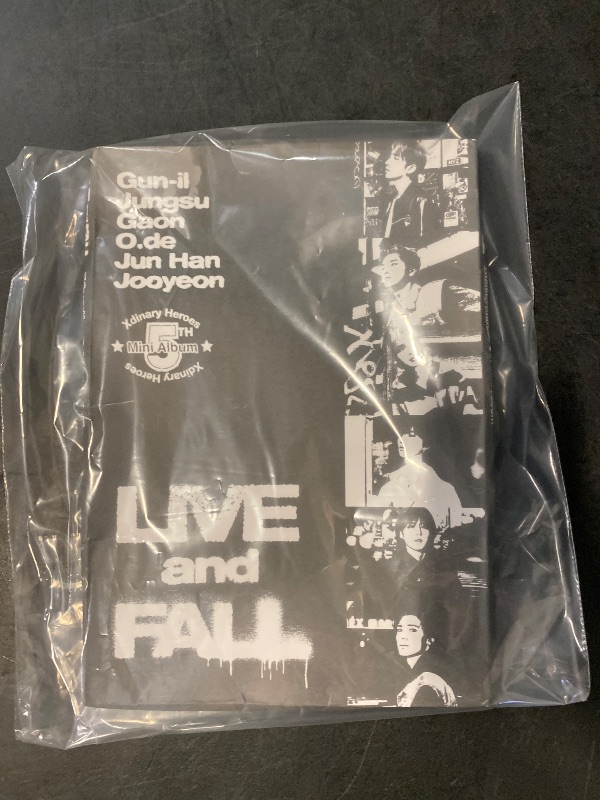 Gun-il
Jungsu
Gaon
O.de
Jun Han
Jooyeon
Xdinary Heroes
5TH
Mini Album
Xdinary Heroes
LIVE
and
FALL